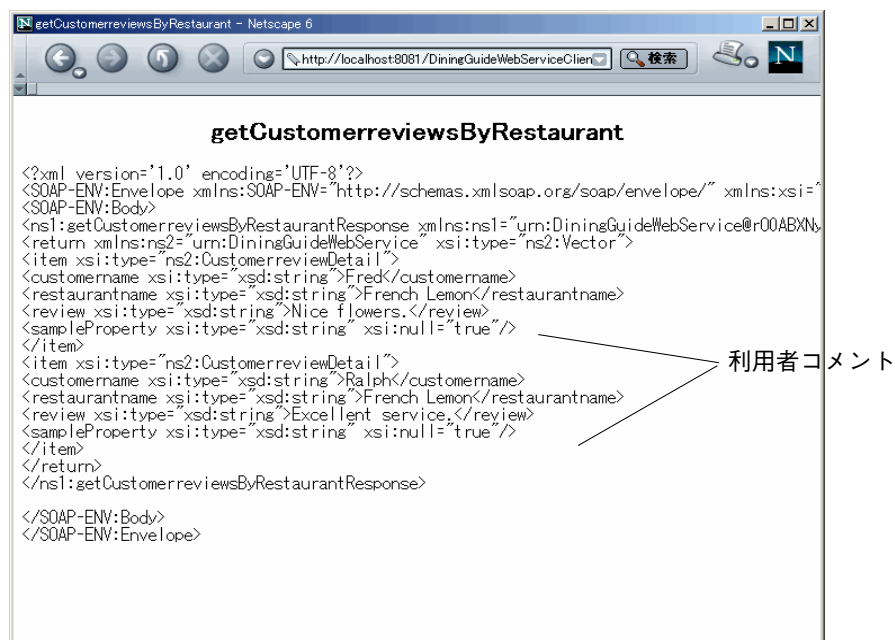 getCustomerreviewsByRestaurant - Netscape 6
http://localhost:8081/DiningGuideWebServiceClien
検索
N
getCustomerreviewsByRestaurant
<?xml version='1.0' encoding='UTF-8'?>
<SOAP-ENV:Envelope xmlns:SOAP-ENV="http://schemas.xmlsoap.org/soap/envelope/" xmlns:xsi="
<SOAP-ENV:Body>
<ns1:getCustomerreviewsByRestaurantResponse xmlns:ns1="urn:DiningGuideWebService@rO0ABXNy
<return xmlns:ns2="urn:DiningGuideWebService" xsi:type="ns2:Vector">
<item xsi:type="ns2:CustomerreviewDetail">
<customername xsi:type="xsd:string">Fred</customername>
<restaurantname xsi:type="xsd:string">French Lemon</restaurantname>
<review xsi:type="xsd:string">Nice flowers.</review>
<sampleProperty xsi:type="xsd:string" xsi:null="true"/>
</item>
<item xsi:type="ns2:CustomerreviewDetail">
利用者コメント
<customername xsi:type="xsd:string">Ralph</customername>
<restaurantname xsi:type="xsd:string">French Lemon</restaurantname>
<review xsi:type="xsd:string">Excellent service.</review>
<sampleProperty xsi:type="xsd:string" xsi:null="true"/>
</item>
</return>
</ns1:getCustomerreviewsByRestaurantResponse>
</SOAP-ENV:Body>
</SOAP-ENV:Envelope>